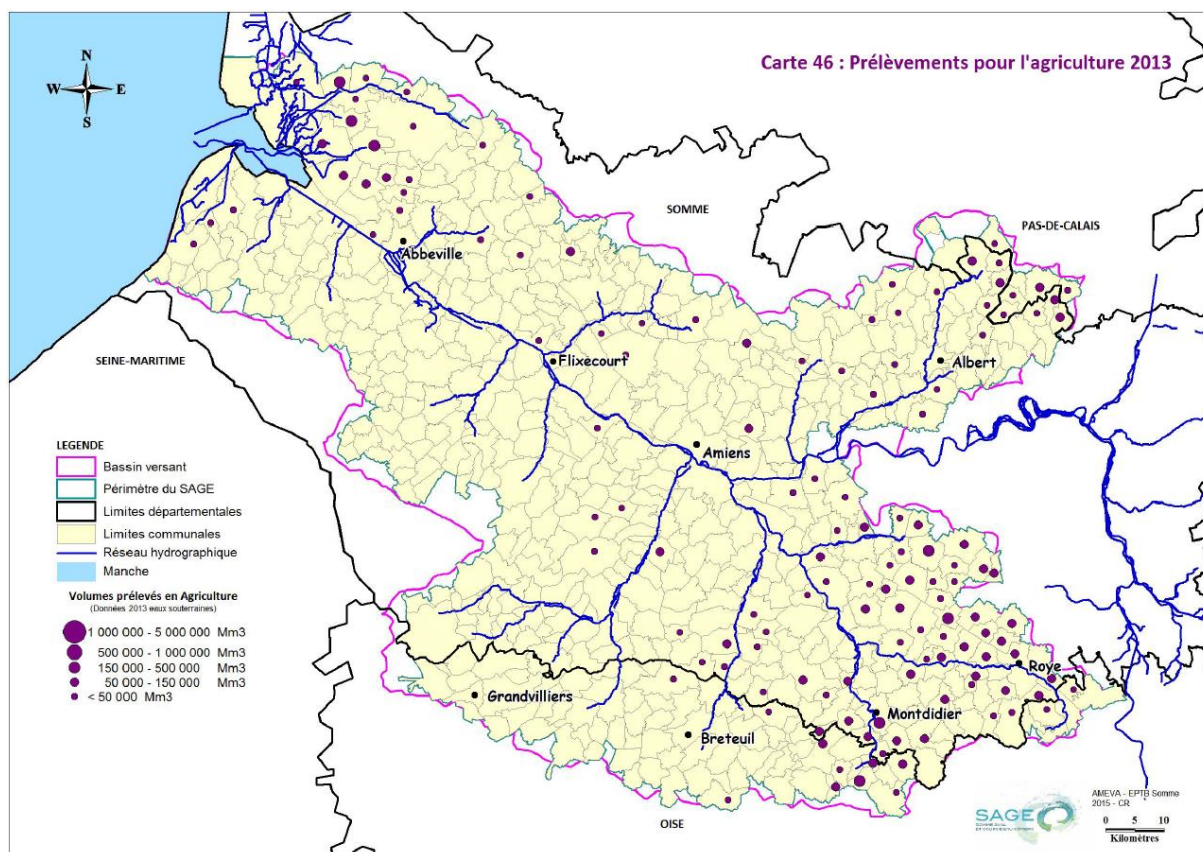 Carte 46 : Prélèvements pour l'agriculture 2013
N
W E
S
SOMME
PAS-DE-CALAIS
Abbeville
SEINE-MARITIME
Flixecourt
Albert
Amiens
LEGENDE
Bassin versant
Périmètre du SAGE
Limites départementales
Limites communales
Réseau hydrographique
Manche
Volumes prélevés en Agriculture
(Données 2013 eaux souterraines)
1 000 000 - 5 000 000 Mm3
500 000 - 1 000 000 Mm3
150 000 - 500 000 Mm3
50 000 - 150 000 Mm3
< 50 000 Mm3
Roye
Grandvilliers
Montdidier
Breteuil
OISE
SAGE
AMEVA - EPTB Somme
2015 - CR
0 5 10
Kilomètres